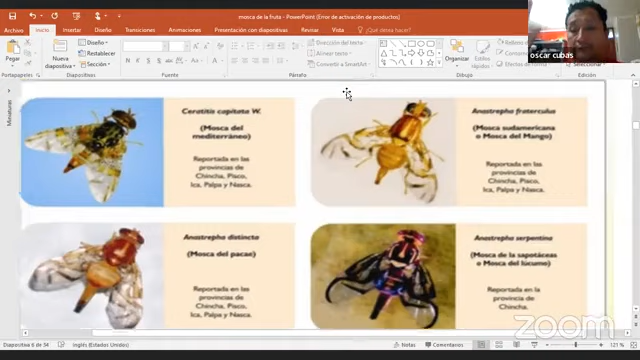 mosca de la fruta - PowerPoint (Error de activación de productos)
Archivo Inicio Insertar Diseño Transiciones Animaciones Presentación con diapositivas Revisar Vista ¿Qué desea hacer?
oscar cubas
Pegar
Nueva diapositiva
Diseño
Restablecer
Sección
Dirección del texto
Alinear texto
Convertir a SmartArt
Organizar
Seleccionar
Portapapeles Diapositivas Fuente Párrafo Dibujo Edición
Miniaturas
Ceratitis capitata W.
(Mosca del
mediterráneo)
Reportada en las
provincias de
Chincha, Pisco,
Ica, Palpa y Nasca.
Anastrepha fraterculus
(Mosca sudamericana
o Mosca del Mango)
Reportada en las
provincias de
Chincha, Pisco,
Ica, Palpa y Nasca.
Anastrepha distincta
(Mosca del pacae)
Reportada en las
provincias de
Chincha, Pisco,
Ica, Palpa y Nasca.
Anastrepha serpentina
(Mosca de la sapotáceas
o Mosca del lúcumo)
Reportada en la
provincia de
Chincha.
zoom
Diapositiva 6 de 54 Inglés (Estados Unidos) Notas Comentarios 121 %